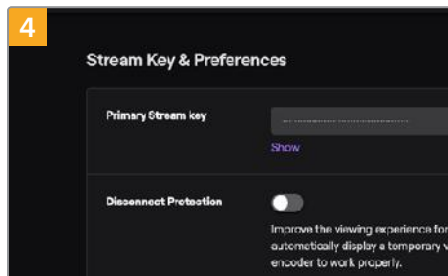 4
Stream Key & Preferences
Primary Stream key
Show
Disconnect Protection
Improve the viewing experience for
automatically display a temporary v
encoder to work properly.